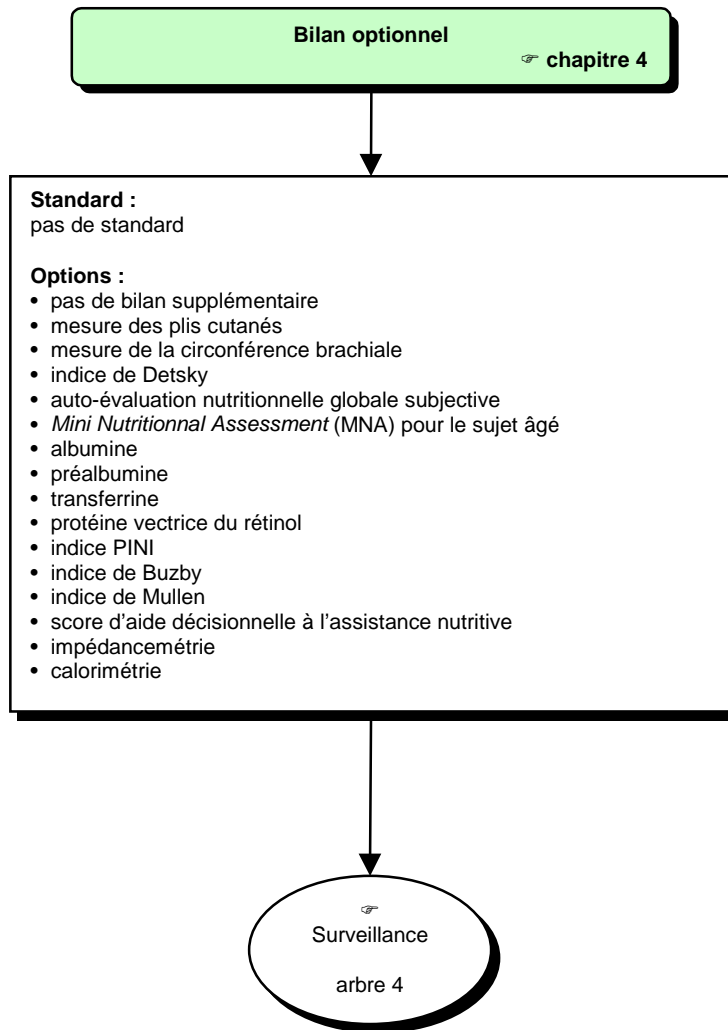 Bilan optionnel
☞ chapitre 4
Standard :
pas de standard
Options :
• pas de bilan supplémentaire
• mesure des plis cutanés
• mesure de la circonférence brachiale
• indice de Detsky
• auto-évaluation nutritionnelle globale subjective
• Mini Nutritionnal Assessment (MNA) pour le sujet âgé
• albumine
• préalbumine
• transferrine
• protéine vectrice du rétinol
• indice PINI
• indice de Buzby
• indice de Mullen
• score d'aide décisionnelle à l'assistance nutritive
• impédancemétrie
• calorimétrie
☞
Surveillance
arbre 4